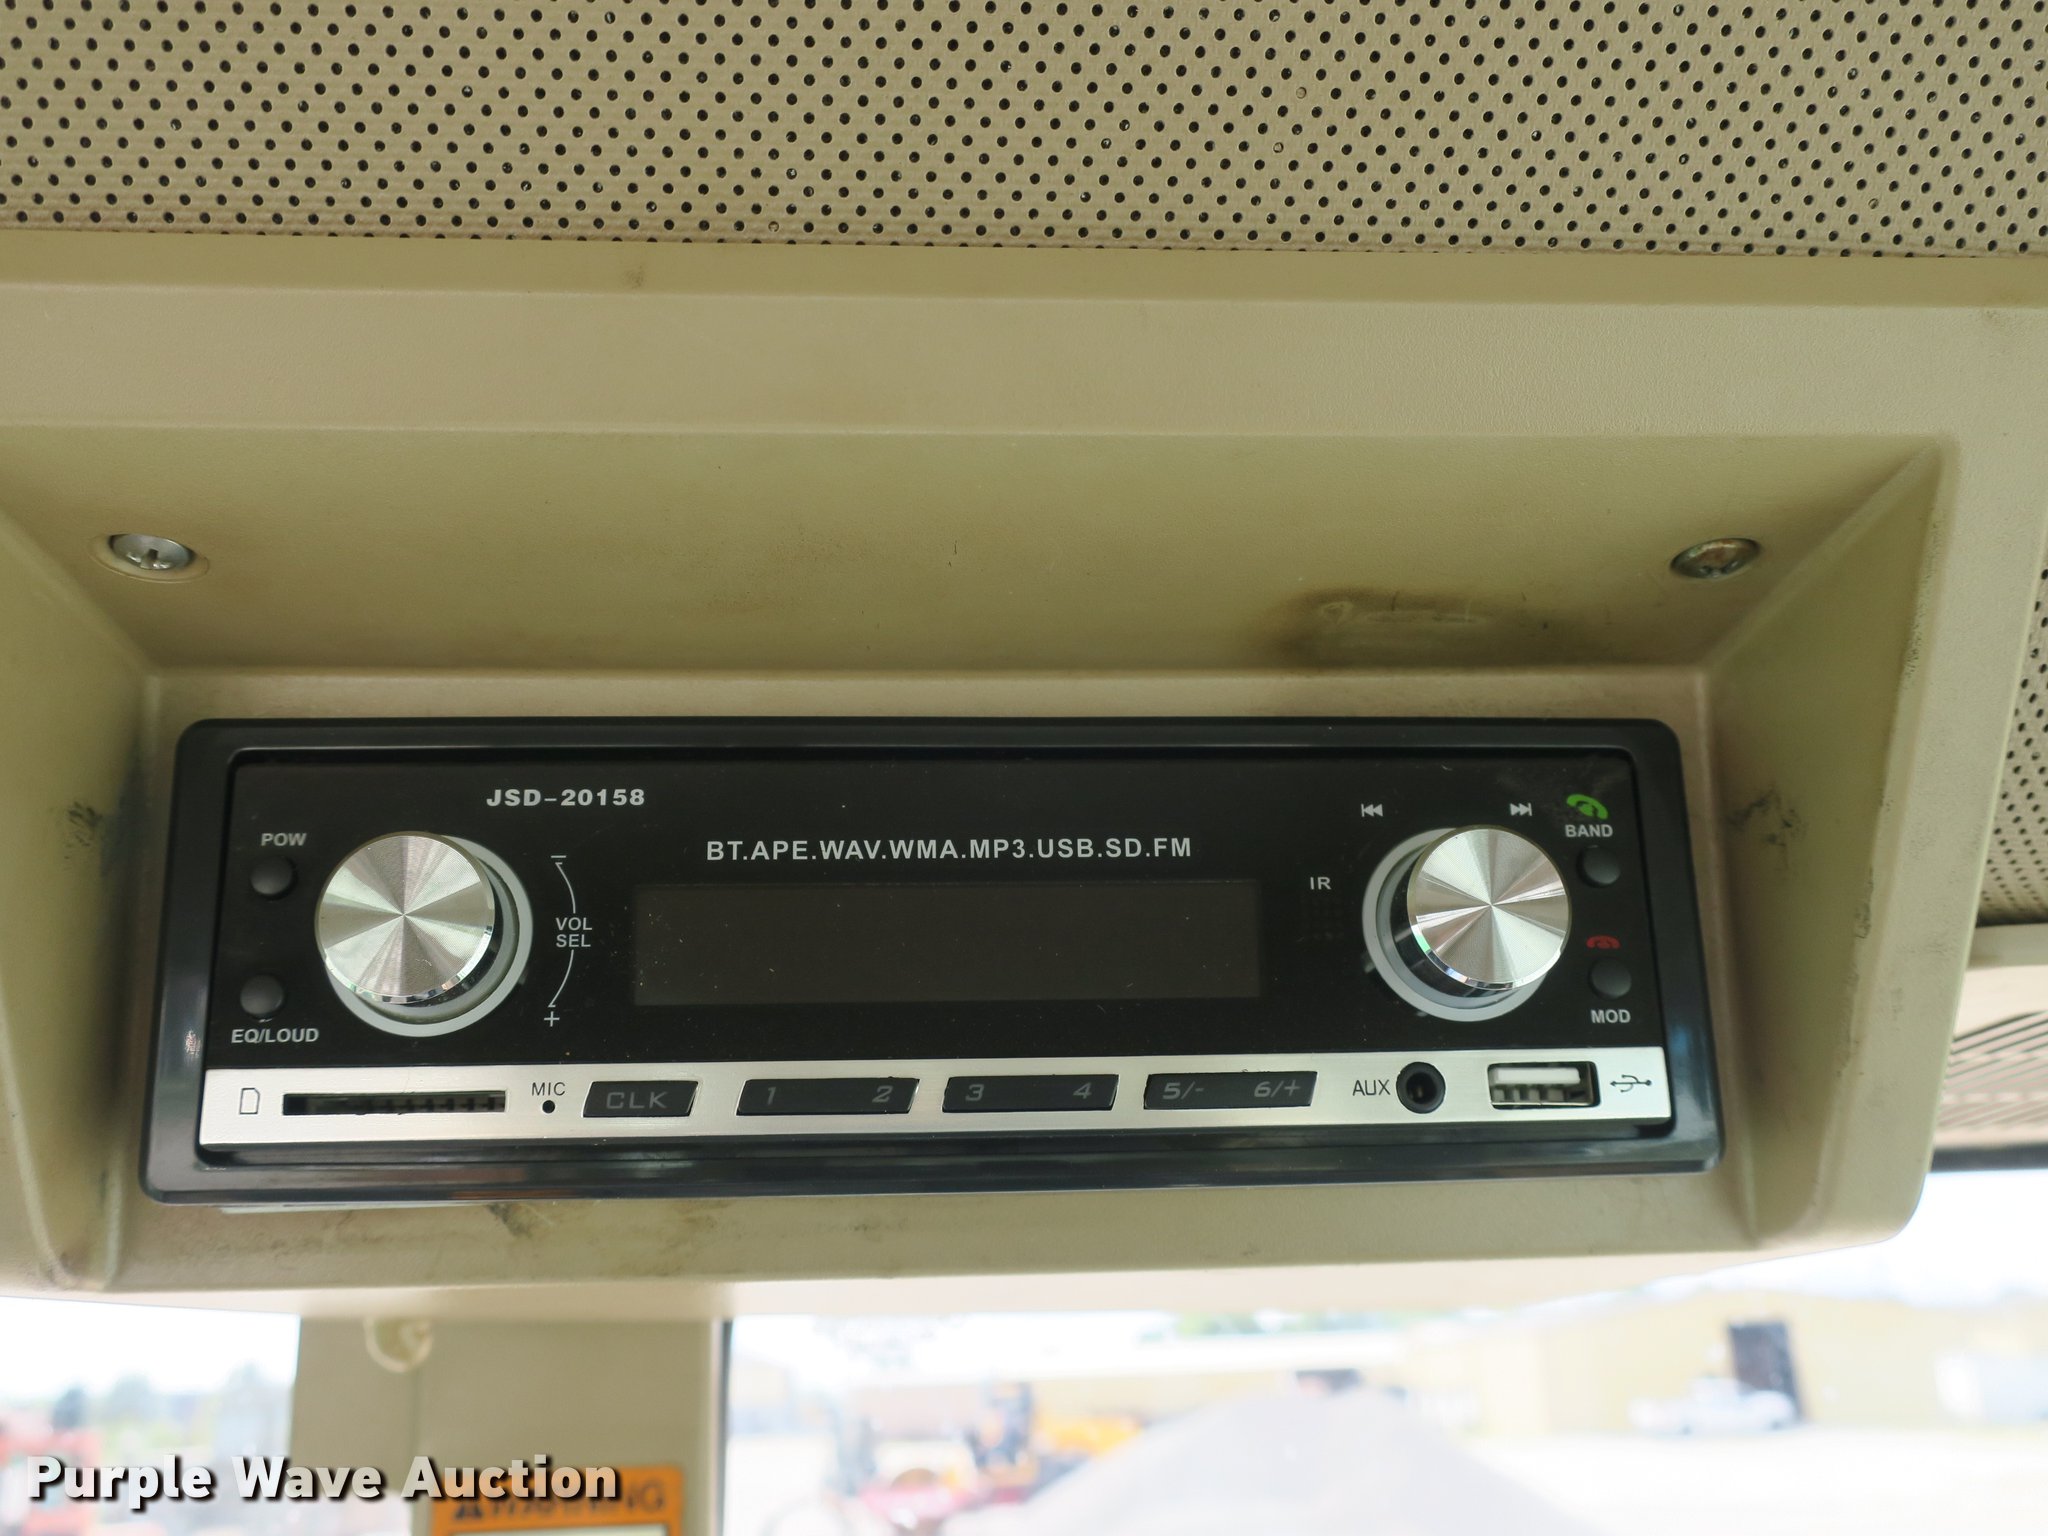 JSD-20158
POW
BT.APE.WAV.WMA.MP3.USB.SD.FM
BAND
IR
VOL
SEL
EQ/LOUD
MOD
MIC
CLK
1
2
3
4
5/-
6/+
AUX
Purple Wave Auction
WARNING